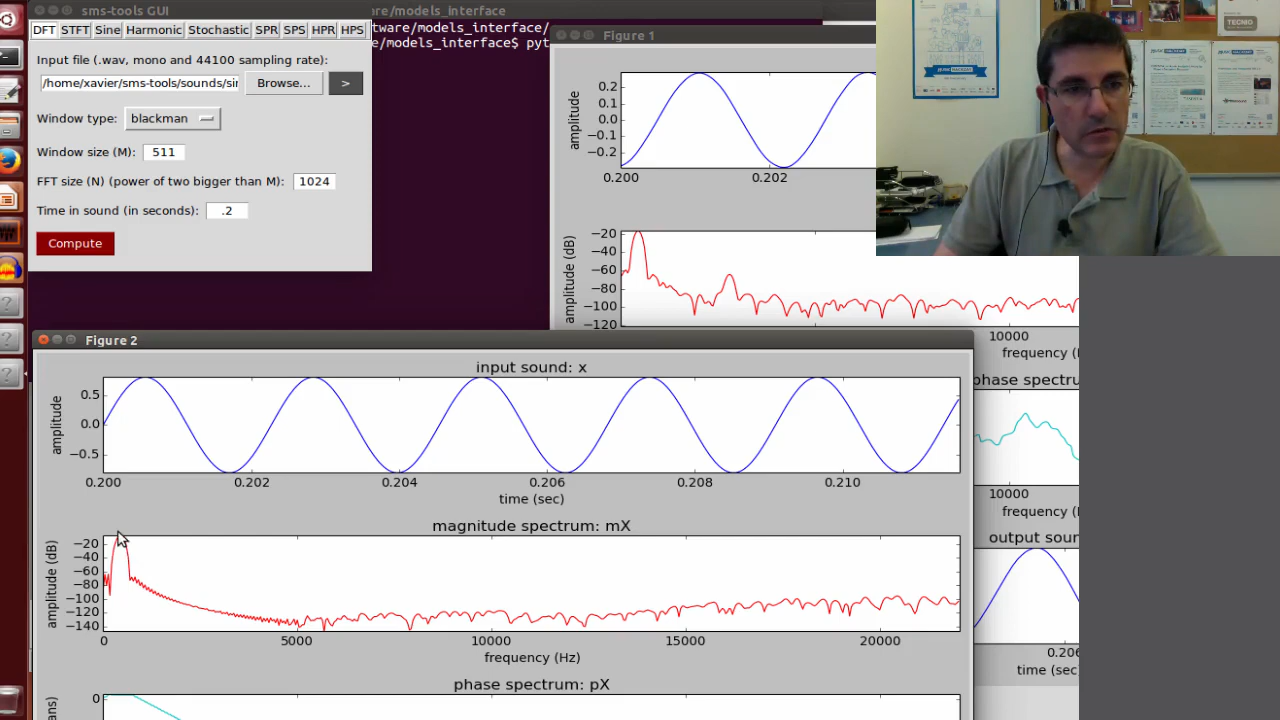 sms-tools GUI
/models_interface
DFT STFT Sine Harmonic Stochastic SPR SPS HPR HPS
tware/models_interface/
e/models_interface$ pyt
Input file (.wav, mono and 44100 sampling rate):
/home/xavier/sms-tools/sounds/sin Browse... >
Window type: blackman
Window size (M): 511
FFT size (N) (power of two bigger than M): 1024
Time in sound (in seconds): .2
Compute
Figure 1
0.2
0.1
0.0
−0.1
−0.2
amplitude
0.200 0.202
−20
−40
−60
−80
−100
−120
amplitude (dB)
10000
frequency (
phase spectru
10000
frequency (
output soun
0.206
time (sec)
Figure 2
input sound: x
0.5
0.0
−0.5
amplitude
0.200 0.202 0.204 0.206 0.208 0.210
time (sec)
magnitude spectrum: mX
−20
−40
−60
−80
−100
−120
−140
amplitude (dB)
0 5000 10000 15000 20000
frequency (Hz)
phase spectrum: pX
0
ans)
TECNIO